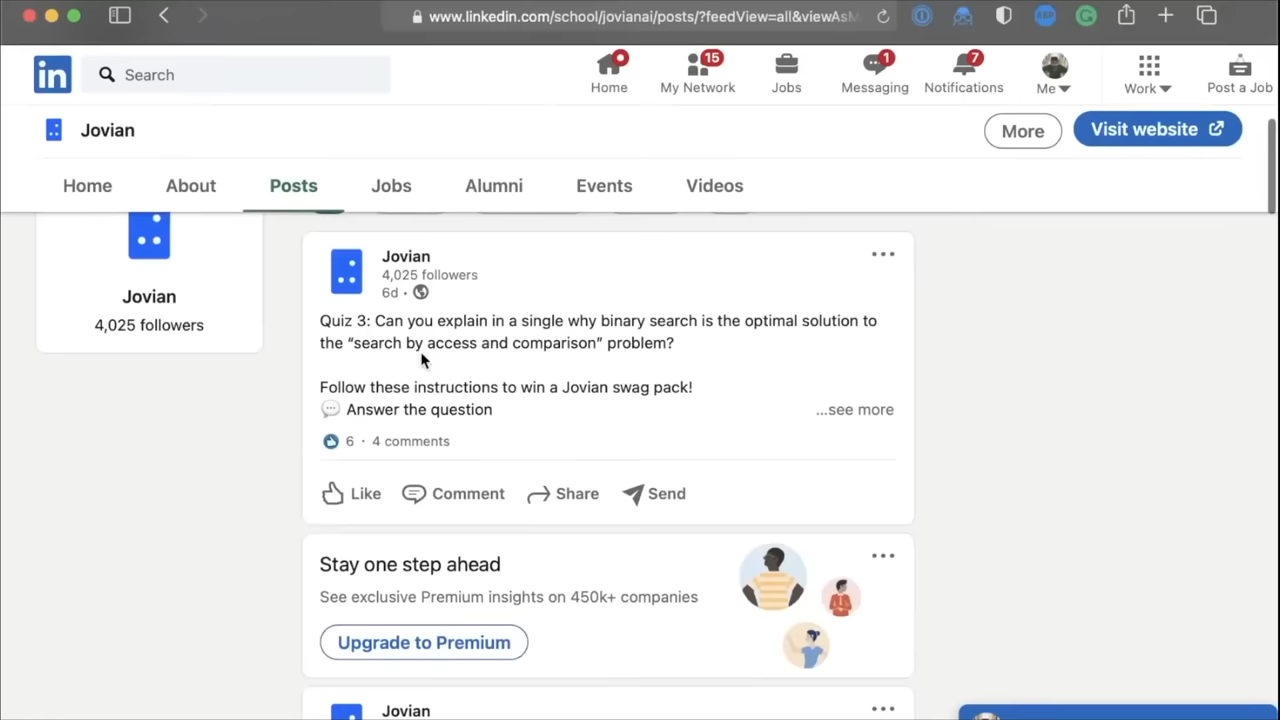 www.linkedin.com/school/jovianai/posts/?feedView=all&viewAsM
in
Search
Home
15
My Network
Jobs
1
Messaging
7
Notifications
Me
Work
Post a Job
Jovian
More
Visit website
Home
About
Posts
Jobs
Alumni
Events
Videos
Jovian
4,025 followers
Jovian
4,025 followers
6d •
Quiz 3: Can you explain in a single why binary search is the optimal solution to
the “search by access and comparison” problem?
Follow these instructions to win a Jovian swag pack!
Answer the question
...see more
6 · 4 comments
Like
Comment
Share
Send
Stay one step ahead
See exclusive Premium insights on 450k+ companies
Upgrade to Premium
Jovian